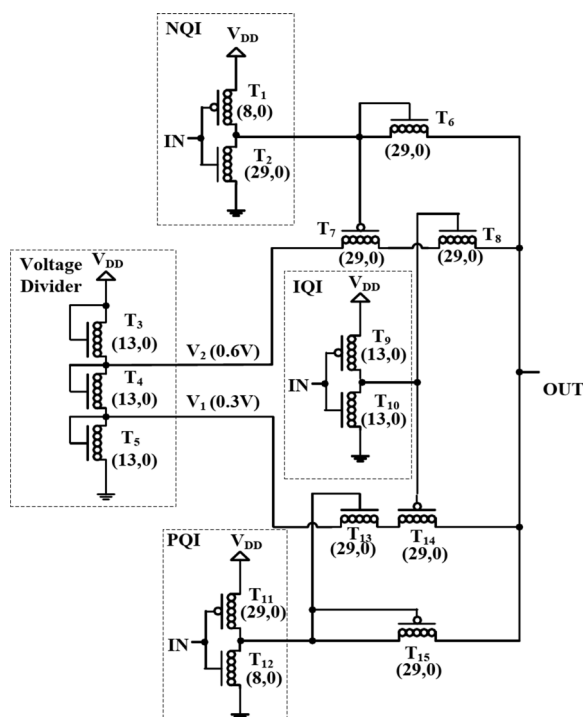 NQI
V_DD
T_1
(8,0)
IN
T_2
(29,0)
T_6
(29,0)
T_7
(29,0)
T_8
(29,0)
Voltage
Divider
V_DD
T_3
(13,0)
V_2 (0.6V)
T_4
(13,0)
V_1 (0.3V)
T_5
(13,0)
IQI
V_DD
T_9
(13,0)
IN
T_10
(13,0)
OUT
T_13
(29,0)
T_14
(29,0)
PQI
V_DD
T_11
(29,0)
IN
T_12
(8,0)
T_15
(29,0)